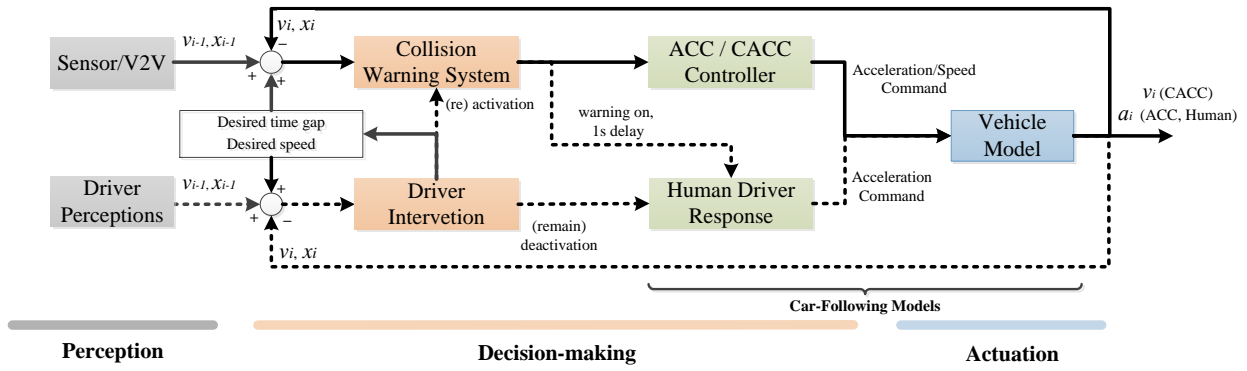 vi, xi
vi-1, xi-1
Sensor/V2V
−
+
+
Collision
Warning System
ACC / CACC
Controller
Acceleration/Speed
Command
(re) activation
warning on,
1s delay
Desired time gap
Desired speed
Vehicle
Model
vi (CACC)
ai (ACC, Human)
Driver
Perceptions
vi-1, xi-1
+
+
−
Driver
Intervetion
(remain)
deactivation
Human Driver
Response
Acceleration
Command
vi, xi
Car-Following Models
Perception
Decision-making
Actuation